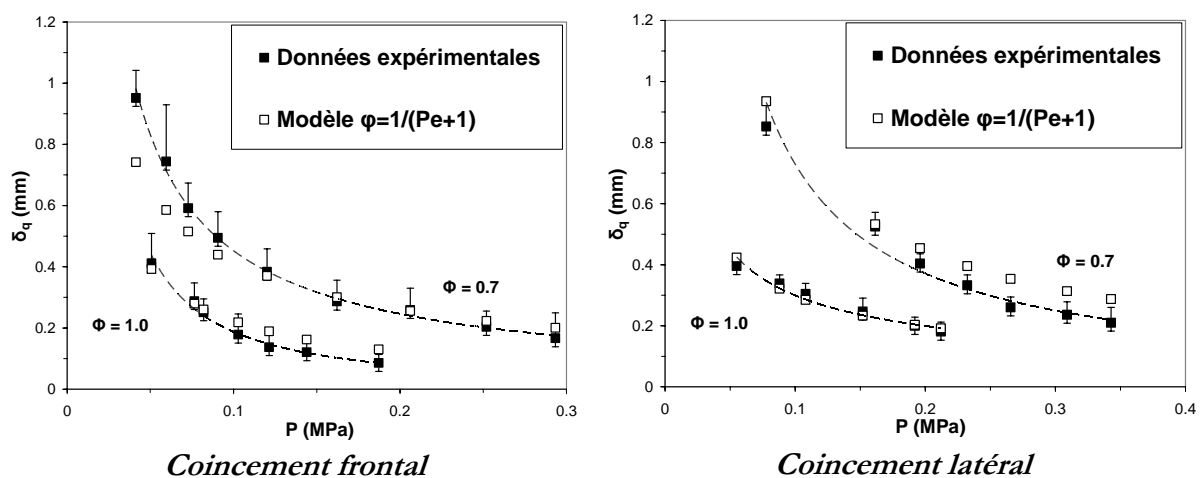 1.2
1
0.8
0.6
0.4
0.2
0
δq (mm)
0
0.1
0.2
0.3
P (MPa)
Données expérimentales
Modèle φ=1/(Pe+1)
Φ = 0.7
Φ = 1.0
Coincement frontal
1.2
1
0.8
0.6
0.4
0.2
0
δq (mm)
0
0.1
0.2
0.3
0.4
P (MPa)
Données expérimentales
Modèle φ=1/(Pe+1)
Φ = 0.7
Φ = 1.0
Coincement latéral